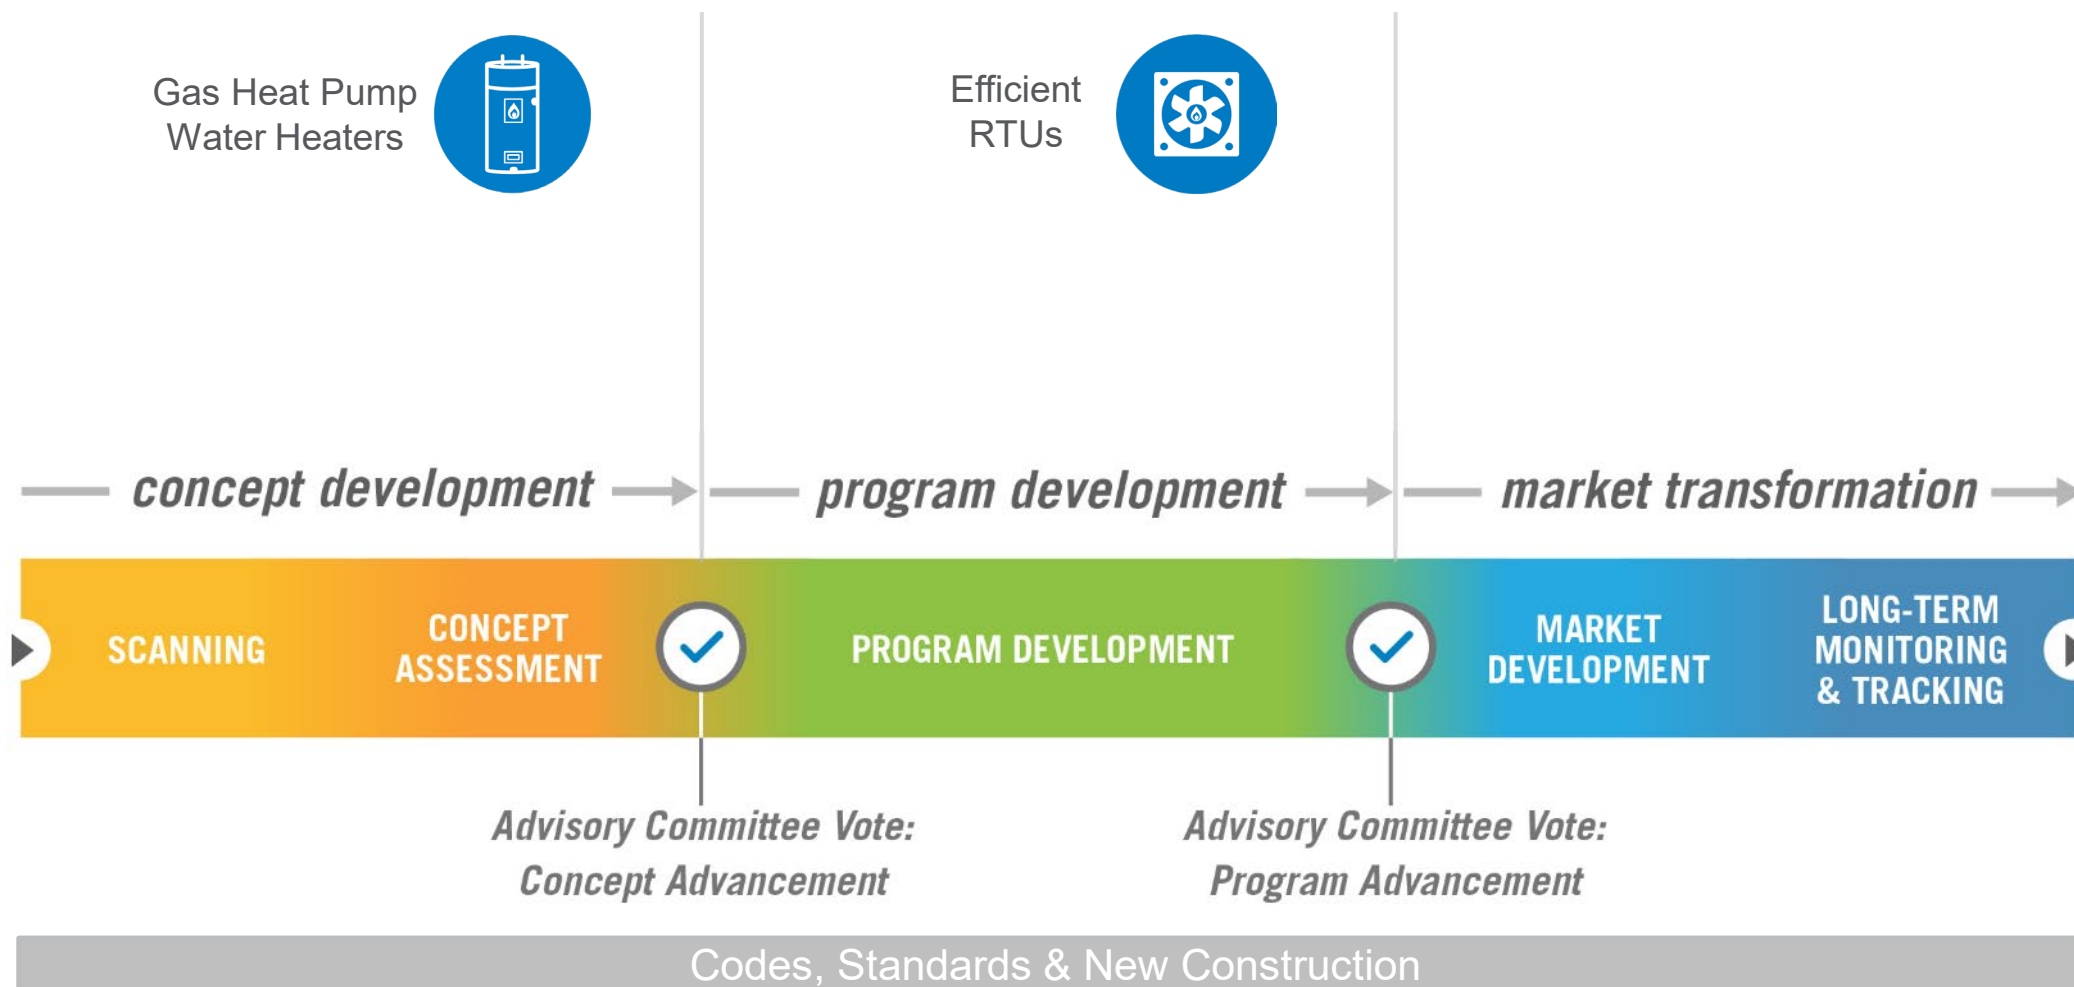 Gas Heat Pump
Water Heaters
Efficient
RTUs
concept development
program development
market transformation
SCANNING
CONCEPT
ASSESSMENT
PROGRAM DEVELOPMENT
MARKET
DEVELOPMENT
LONG-TERM
MONITORING
& TRACKING
Advisory Committee Vote:
Concept Advancement
Advisory Committee Vote:
Program Advancement
Codes, Standards & New Construction